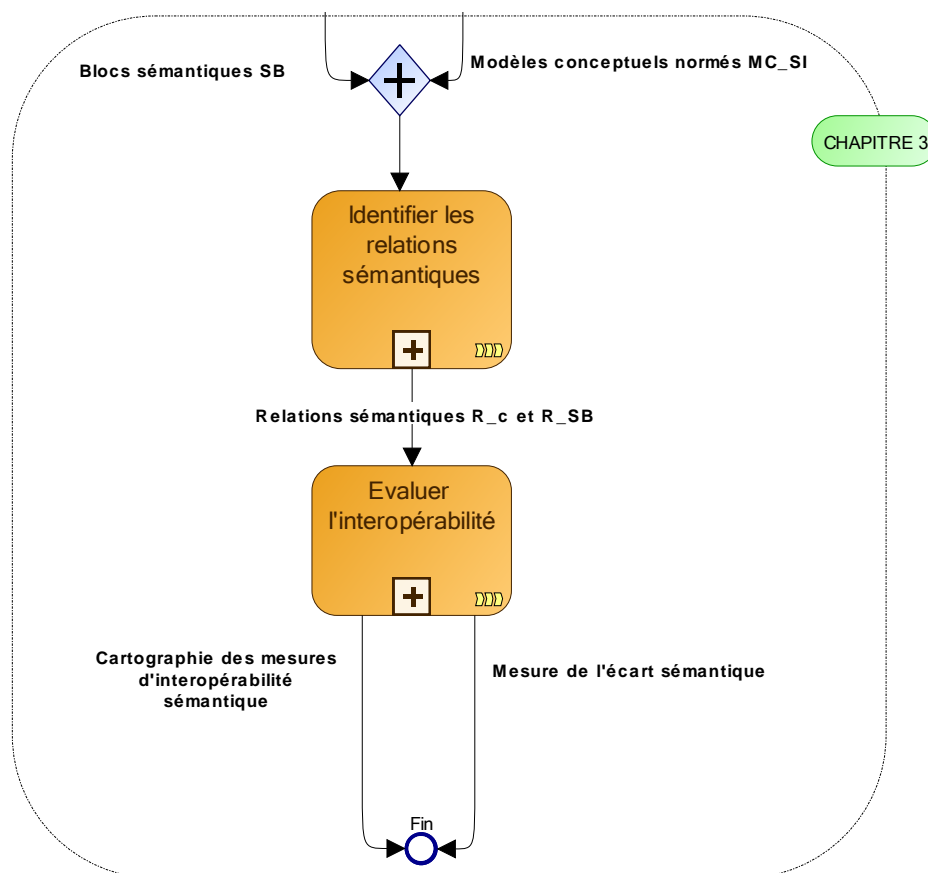 Blocs sémantiques SB
Modèles conceptuels normés MC_SI
CHAPITRE 3
Identifier les
relations
sémantiques
Relations sémantiques R_c et R_SB
Evaluer
l'interopérabilité
Cartographie des mesures
d'interopérabilité
sémantique
Mesure de l'écart sémantique
Fin